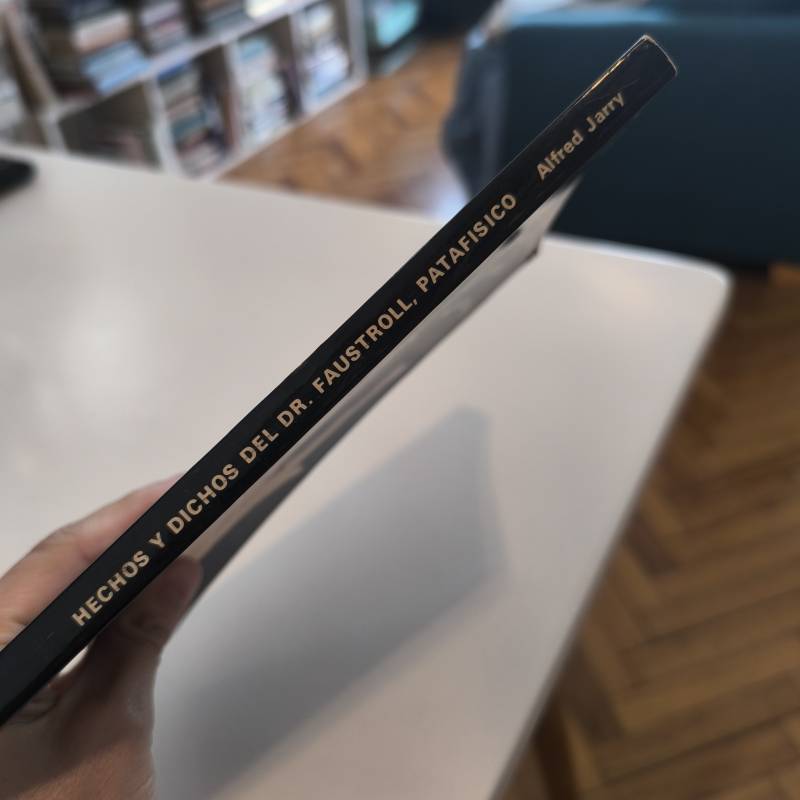 HECHOS Y DICHOS DEL DR. FAUSTROLL, PATAFISICO Alfred Jarry